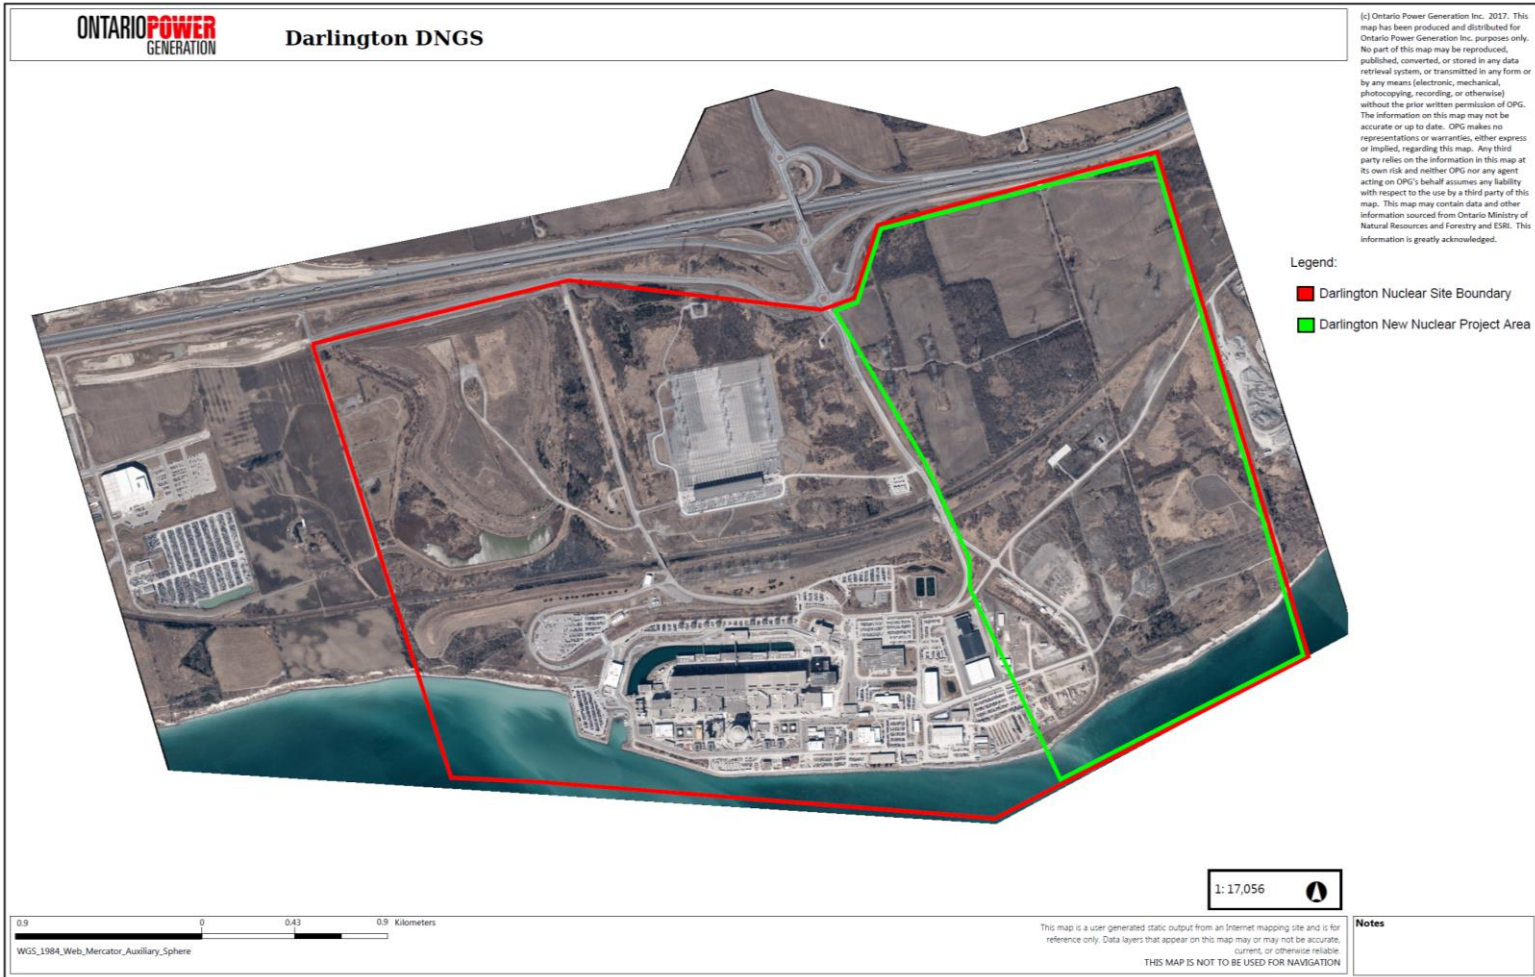 ONTARIOPOWER
GENERATION
Darlington DNGS
(c) Ontario Power Generation Inc. 2017. This
map has been produced and distributed for
Ontario Power Generation Inc. purposes only.
No part of this map may be reproduced,
published, converted, or stored in any data
retrieval system, or transmitted in any form or
by any means (electronic, mechanical,
photocopying, recording, or otherwise)
without the prior written permission of OPG.
The information on this map may not be
accurate or up to date. OPG makes no
representations or warranties, either express
or implied, regarding this map. Any third
party relies on the information in this map at
its own risk and neither OPG nor any agent
acting on OPG's behalf assumes any liability
with respect to the use by a third party of this
map. This map may contain data and other
information sourced from Ontario Ministry of
Natural Resources and Forestry and ESRI. This
information is greatly acknowledged.
Legend:
Darlington Nuclear Site Boundary
Darlington New Nuclear Project Area
1: 17,056
0.9 0 0.43 0.9 Kilometers
WGS_1984_Web_Mercator_Auxiliary_Sphere
This map is a user generated static output from an Internet mapping site and is for
reference only. Data layers that appear on this map may or may not be accurate,
current, or otherwise reliable.
THIS MAP IS NOT TO BE USED FOR NAVIGATION
Notes